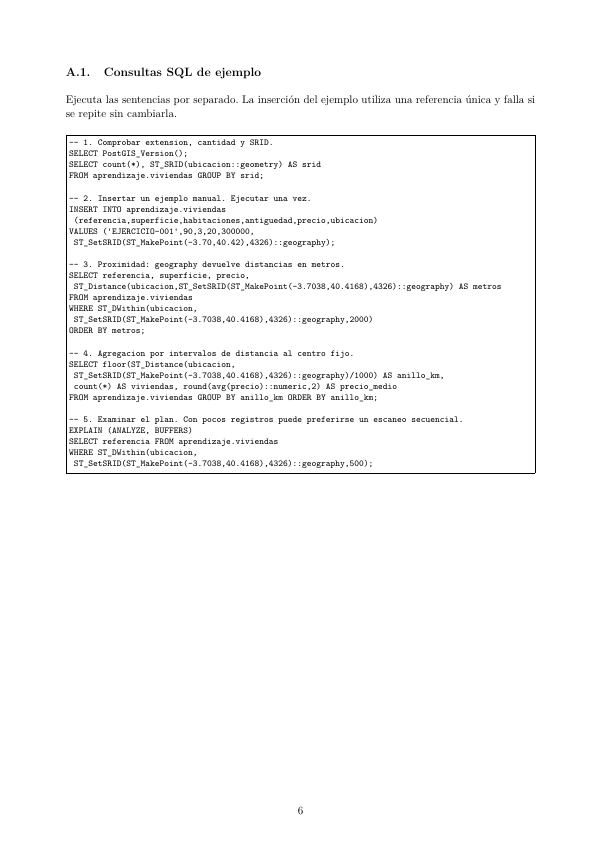 A.1. Consultas SQL de ejemplo
Ejecuta las sentencias por separado. La inserción del ejemplo utiliza una referencia única y falla si
se repite sin cambiarla.
-- 1. Comprobar extension, cantidad y SRID.
SELECT PostGIS_Version();
SELECT count(*), ST_SRID(ubicacion::geometry) AS srid
FROM aprendizaje.viviendas GROUP BY srid;
-- 2. Insertar un ejemplo manual. Ejecutar una vez.
INSERT INTO aprendizaje.viviendas
(referencia,superficie,habitaciones,antiguedad,precio,ubicacion)
VALUES ('EJERCICIO-001',90,3,20,300000,
ST_SetSRID(ST_MakePoint(-3.70,40.42),4326)::geography);
-- 3. Proximidad: geography devuelve distancias en metros.
SELECT referencia, superficie, precio,
ST_Distance(ubicacion,ST_SetSRID(ST_MakePoint(-3.7038,40.4168),4326)::geography) AS metros
FROM aprendizaje.viviendas
WHERE ST_DWithin(ubicacion,
ST_SetSRID(ST_MakePoint(-3.7038,40.4168),4326)::geography,2000)
ORDER BY metros;
-- 4. Agregacion por intervalos de distancia al centro fijo.
SELECT floor(ST_Distance(ubicacion,
ST_SetSRID(ST_MakePoint(-3.7038,40.4168),4326)::geography)/1000) AS anillo_km,
count(*) AS viviendas, round(avg(precio)::numeric,2) AS precio_medio
FROM aprendizaje.viviendas GROUP BY anillo_km ORDER BY anillo_km;
-- 5. Examinar el plan. Con pocos registros puede preferirse un escaneo secuencial.
EXPLAIN (ANALYZE, BUFFERS)
SELECT referencia FROM aprendizaje.viviendas
WHERE ST_DWithin(ubicacion,
ST_SetSRID(ST_MakePoint(-3.7038,40.4168),4326)::geography,500);
6